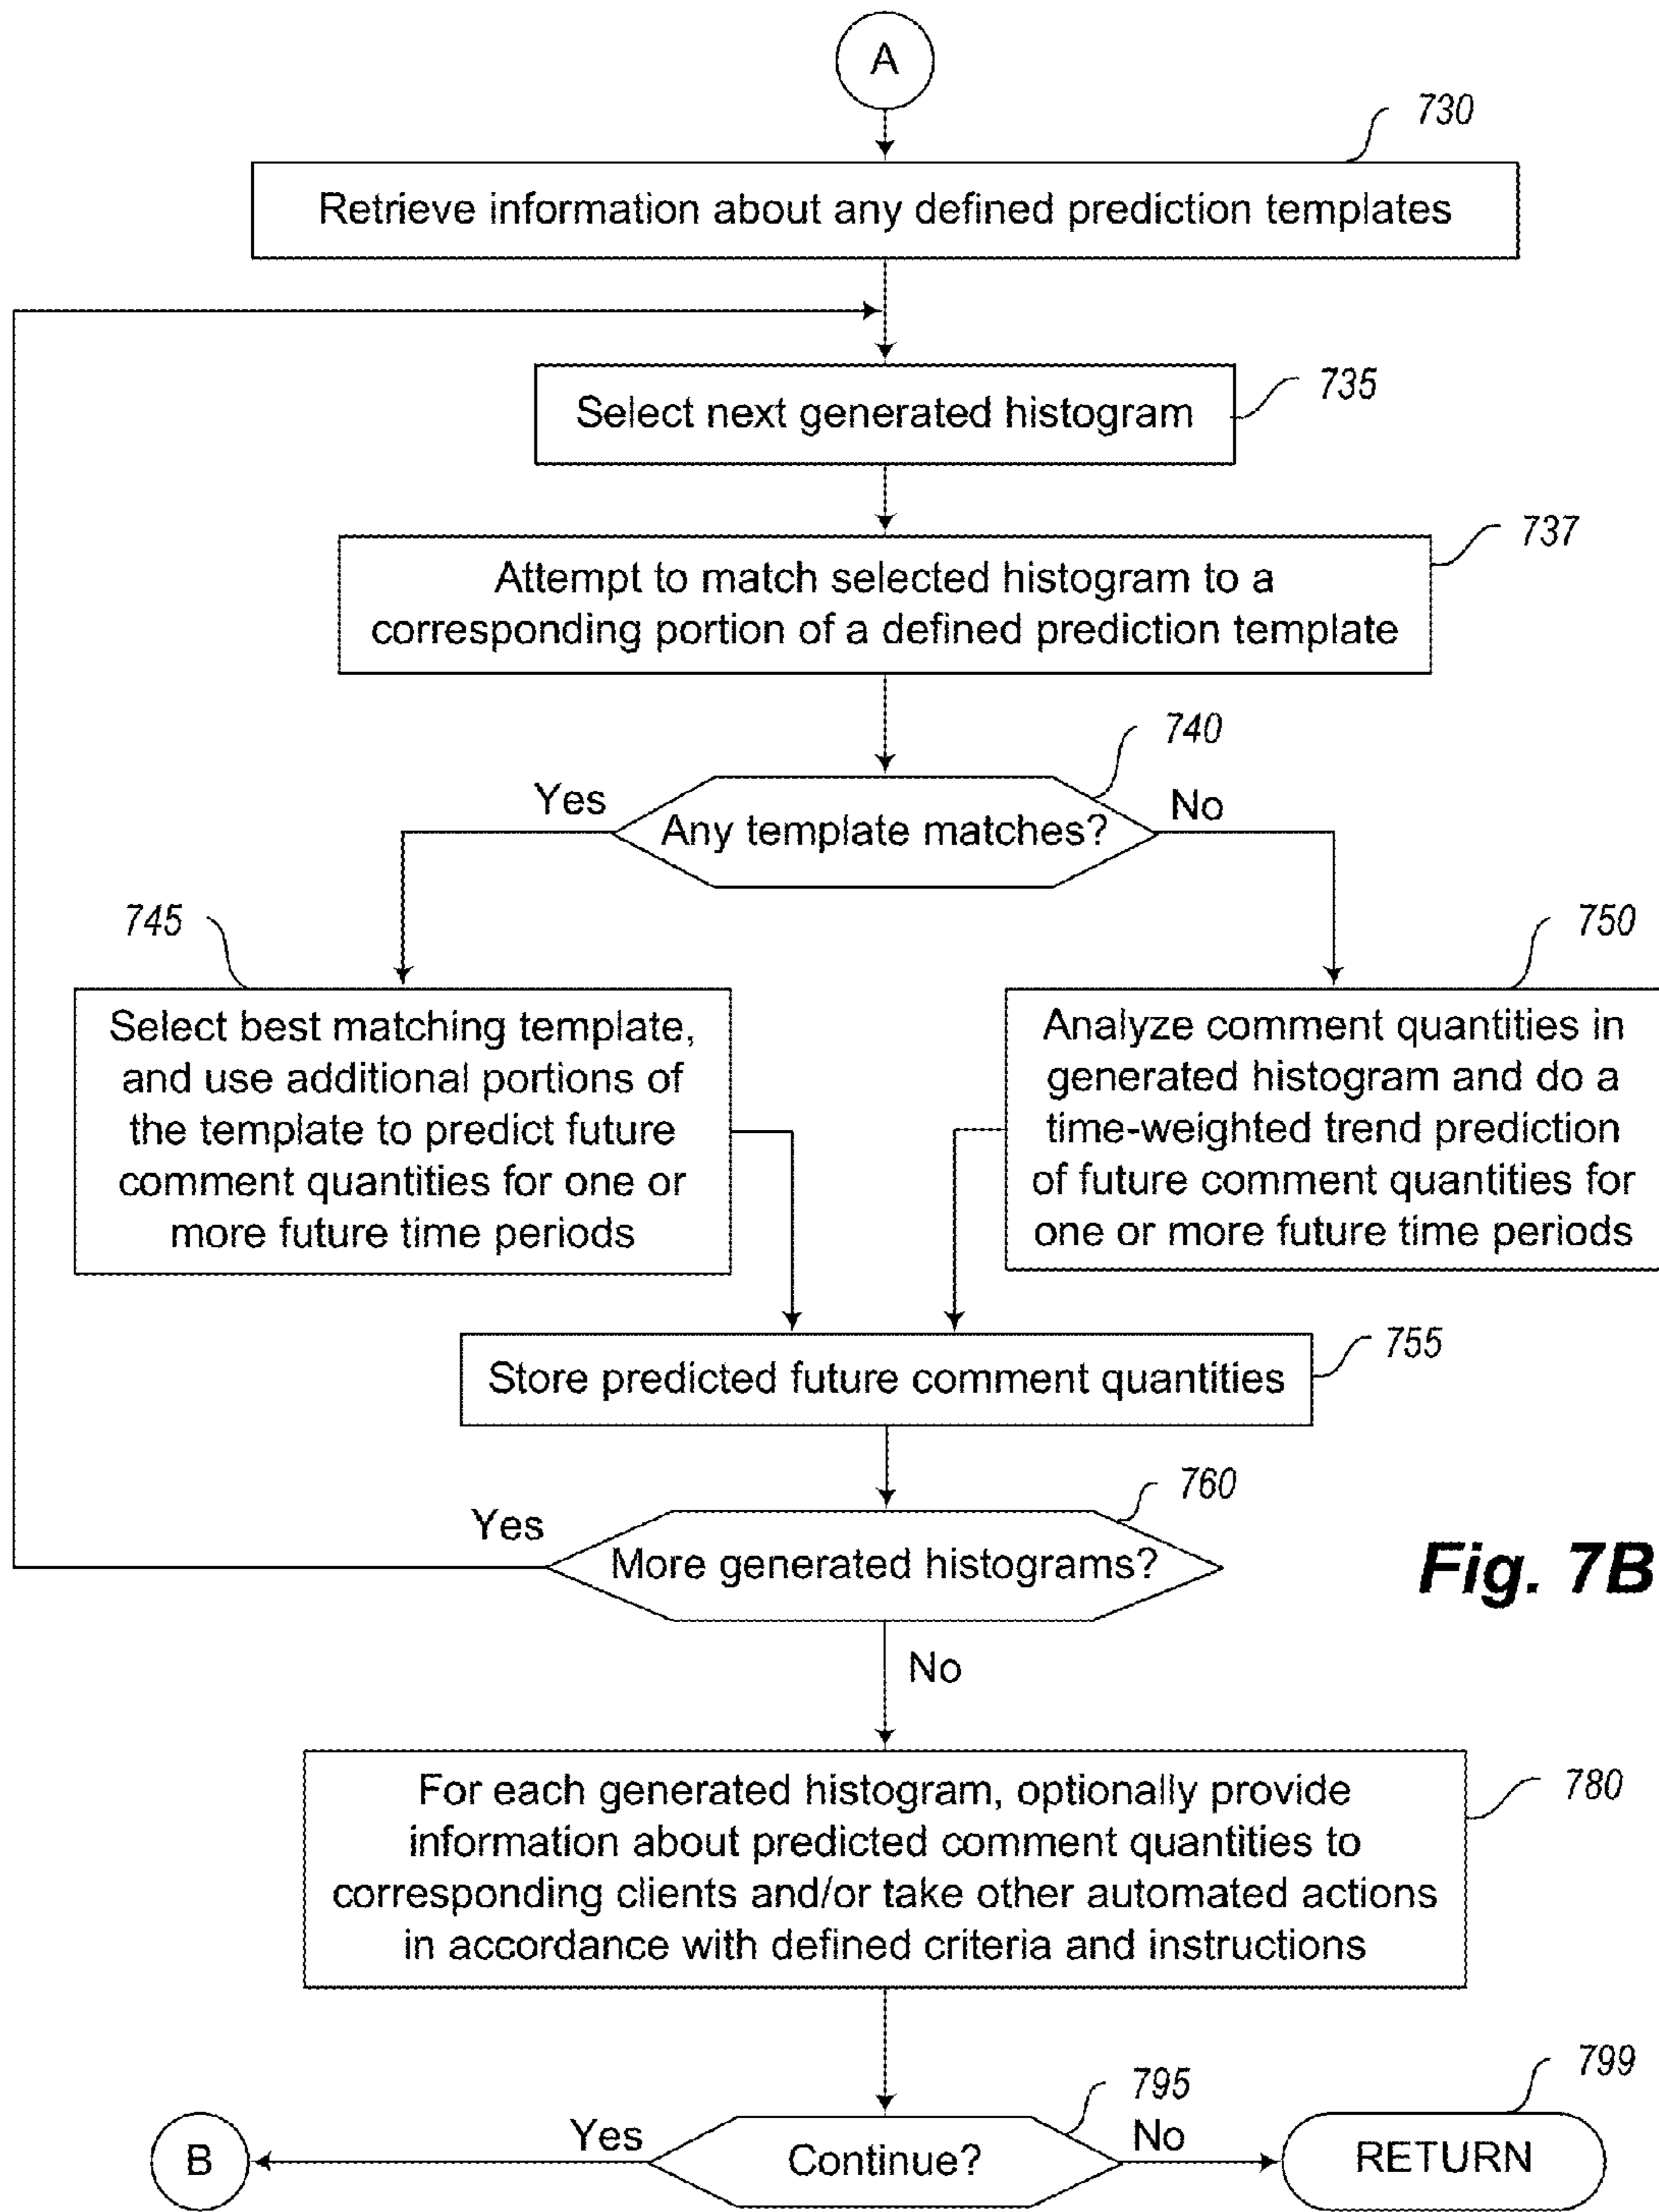 A
730
Retrieve information about any defined prediction templates
735
Select next generated histogram
737
Attempt to match selected histogram to a
corresponding portion of a defined prediction template
740
Yes
Any template matches?
No
745
Select best matching template,
and use additional portions of
the template to predict future
comment quantities for one or
more future time periods
750
Analyze comment quantities in
generated histogram and do a
time-weighted trend prediction
of future comment quantities for
one or more future time periods
755
Store predicted future comment quantities
760
Yes
More generated histograms?
Fig. 7B
No
780
For each generated histogram, optionally provide
information about predicted comment quantities to
corresponding clients and/or take other automated actions
in accordance with defined criteria and instructions
795
799
B
Yes
Continue?
No
RETURN